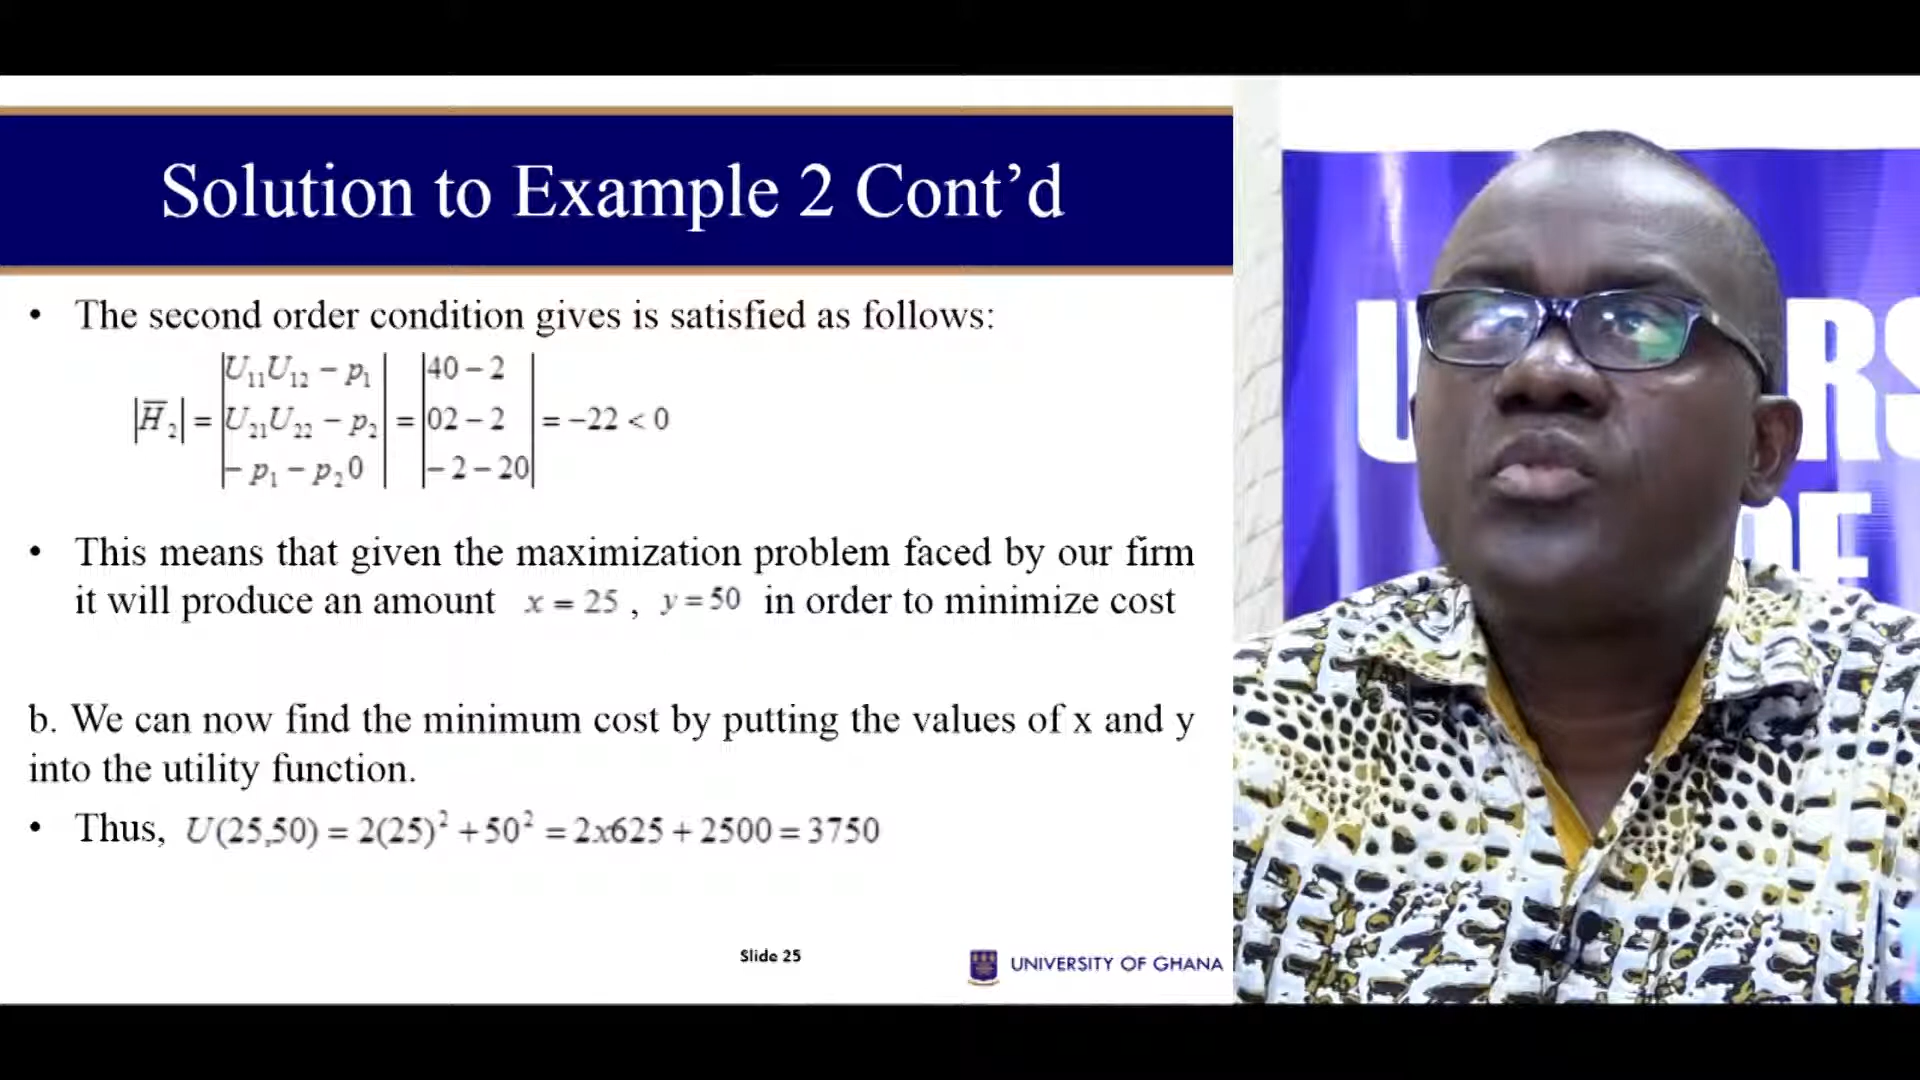 Solution to Example 2 Cont’d
• The second order condition gives is satisfied as follows:
|H̅₂| = |U₁₁U₁₂ − p₁ / U₂₁U₂₂ − p₂ / − p₁ − p₂0| = |40 − 2 / 02 − 2 / − 2 − 20| = −22 < 0
• This means that given the maximization problem faced by our firm
it will produce an amount x = 25 , y = 50 in order to minimize cost
b. We can now find the minimum cost by putting the values of x and y
into the utility function.
• Thus, U(25,50) = 2(25)² + 50² = 2x625 + 2500 = 3750
Slide 25
UNIVERSITY OF GHANA